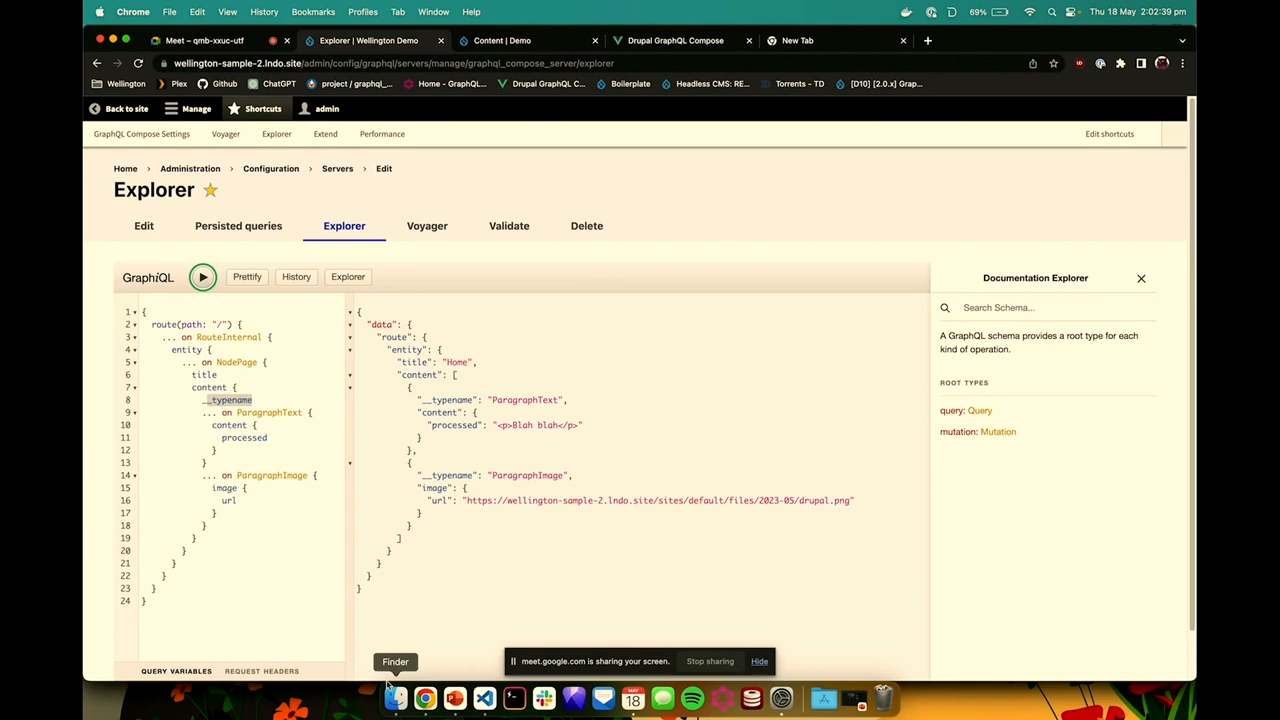 Chrome File Edit View History Bookmarks Profiles Tab Window Help 69% Thu 18 May 2:02:39 pm
Meet – qmb-xxuc-utf Explorer | Wellington Demo Content | Demo Drupal GraphQL Compose New Tab
wellington-sample-2.lndo.site/admin/config/graphql/servers/manage/graphql_compose_server/explorer
Wellington Plex Github ChatGPT project / graphql_... Home - GraphQL... Drupal GraphQL C... Boilerplate Headless CMS: RE... Torrents - TD [D10] [2.0.x] Grap...
Back to site Manage Shortcuts admin
GraphQL Compose Settings Voyager Explorer Extend Performance Edit shortcuts
Home › Administration › Configuration › Servers › Edit
Explorer
Edit Persisted queries Explorer Voyager Validate Delete
GraphiQL Prettify History Explorer
1 {
2 route(path: "/") {
3 ... on RouteInternal {
4 entity {
5 ... on NodePage {
6 title
7 content {
8 __typename
9 ... on ParagraphText {
10 content {
11 processed
12 }
13 }
14 ... on ParagraphImage {
15 image {
16 url
17 }
18 }
19 }
20 }
21 }
22 }
23 }
24 }
{
"data": {
"route": {
"entity": {
"title": "Home",
"content": [
{
"__typename": "ParagraphText",
"content": {
"processed": "<p>Blah blah</p>"
}
},
{
"__typename": "ParagraphImage",
"image": {
"url": "https://wellington-sample-2.lndo.site/sites/default/files/2023-05/drupal.png"
}
}
]
}
}
}
}
Documentation Explorer
Search Schema...
A GraphQL schema provides a root type for each
kind of operation.
ROOT TYPES
query: Query
mutation: Mutation
QUERY VARIABLES REQUEST HEADERS
Finder
meet.google.com is sharing your screen. Stop sharing Hide
MAY
18